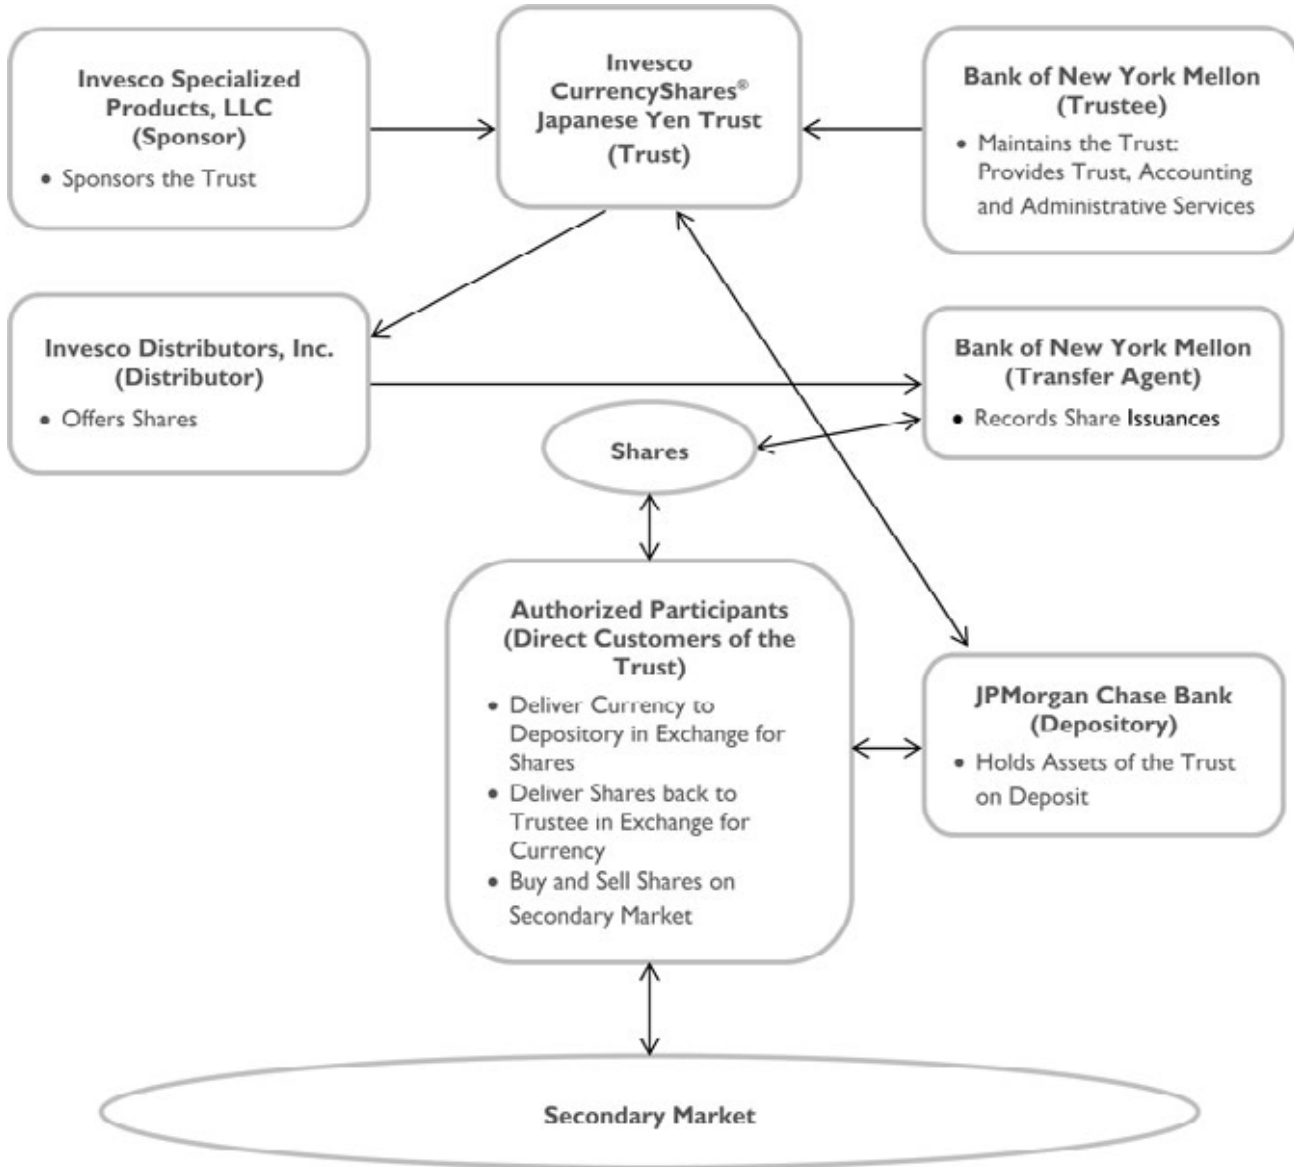 Invesco Specialized
Products, LLC
(Sponsor)
• Sponsors the Trust
Invesco
CurrencyShares®
Japanese Yen Trust
(Trust)
Bank of New York Mellon
(Trustee)
• Maintains the Trust:
Provides Trust, Accounting
and Administrative Services
Invesco Distributors, Inc.
(Distributor)
• Offers Shares
Bank of New York Mellon
(Transfer Agent)
• Records Share Issuances
Shares
Authorized Participants
(Direct Customers of the
Trust)
• Deliver Currency to
Depository in Exchange for
Shares
• Deliver Shares back to
Trustee in Exchange for
Currency
• Buy and Sell Shares on
Secondary Market
JPMorgan Chase Bank
(Depository)
• Holds Assets of the Trust
on Deposit
Secondary Market